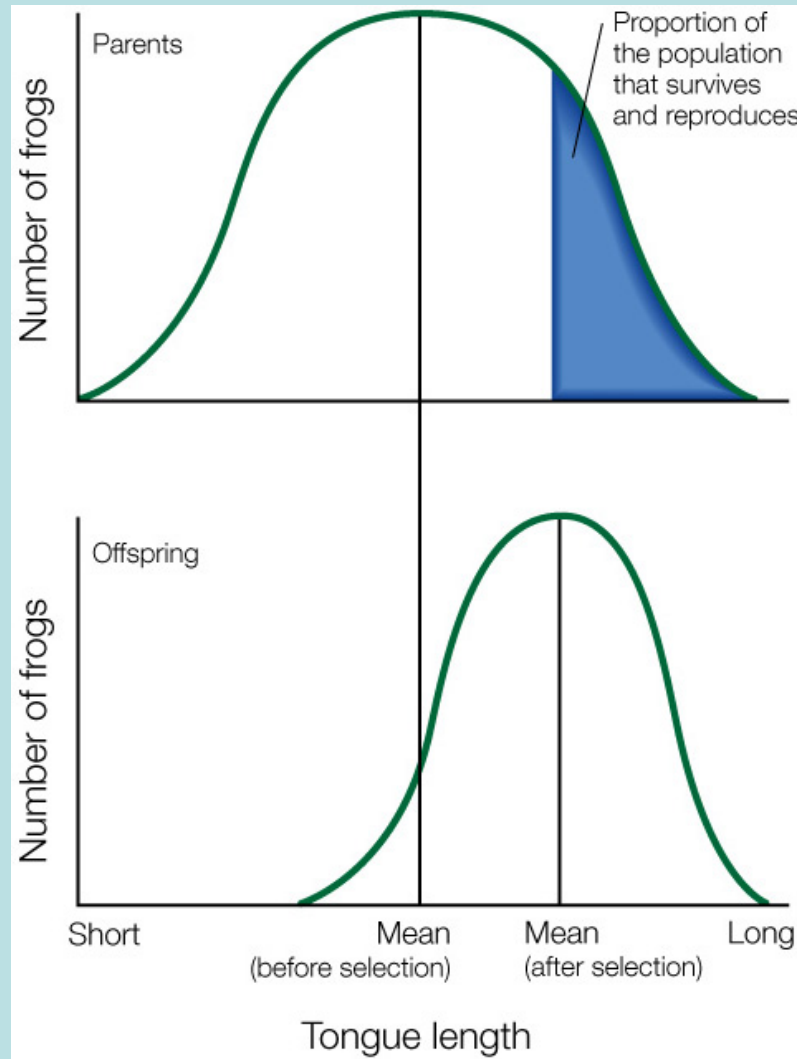 Parents
Proportion of
the population
that survives
and reproduces
Number of frogs
Offspring
Number of frogs
Short
Mean
(before selection)
Mean
(after selection)
Long
Tongue length